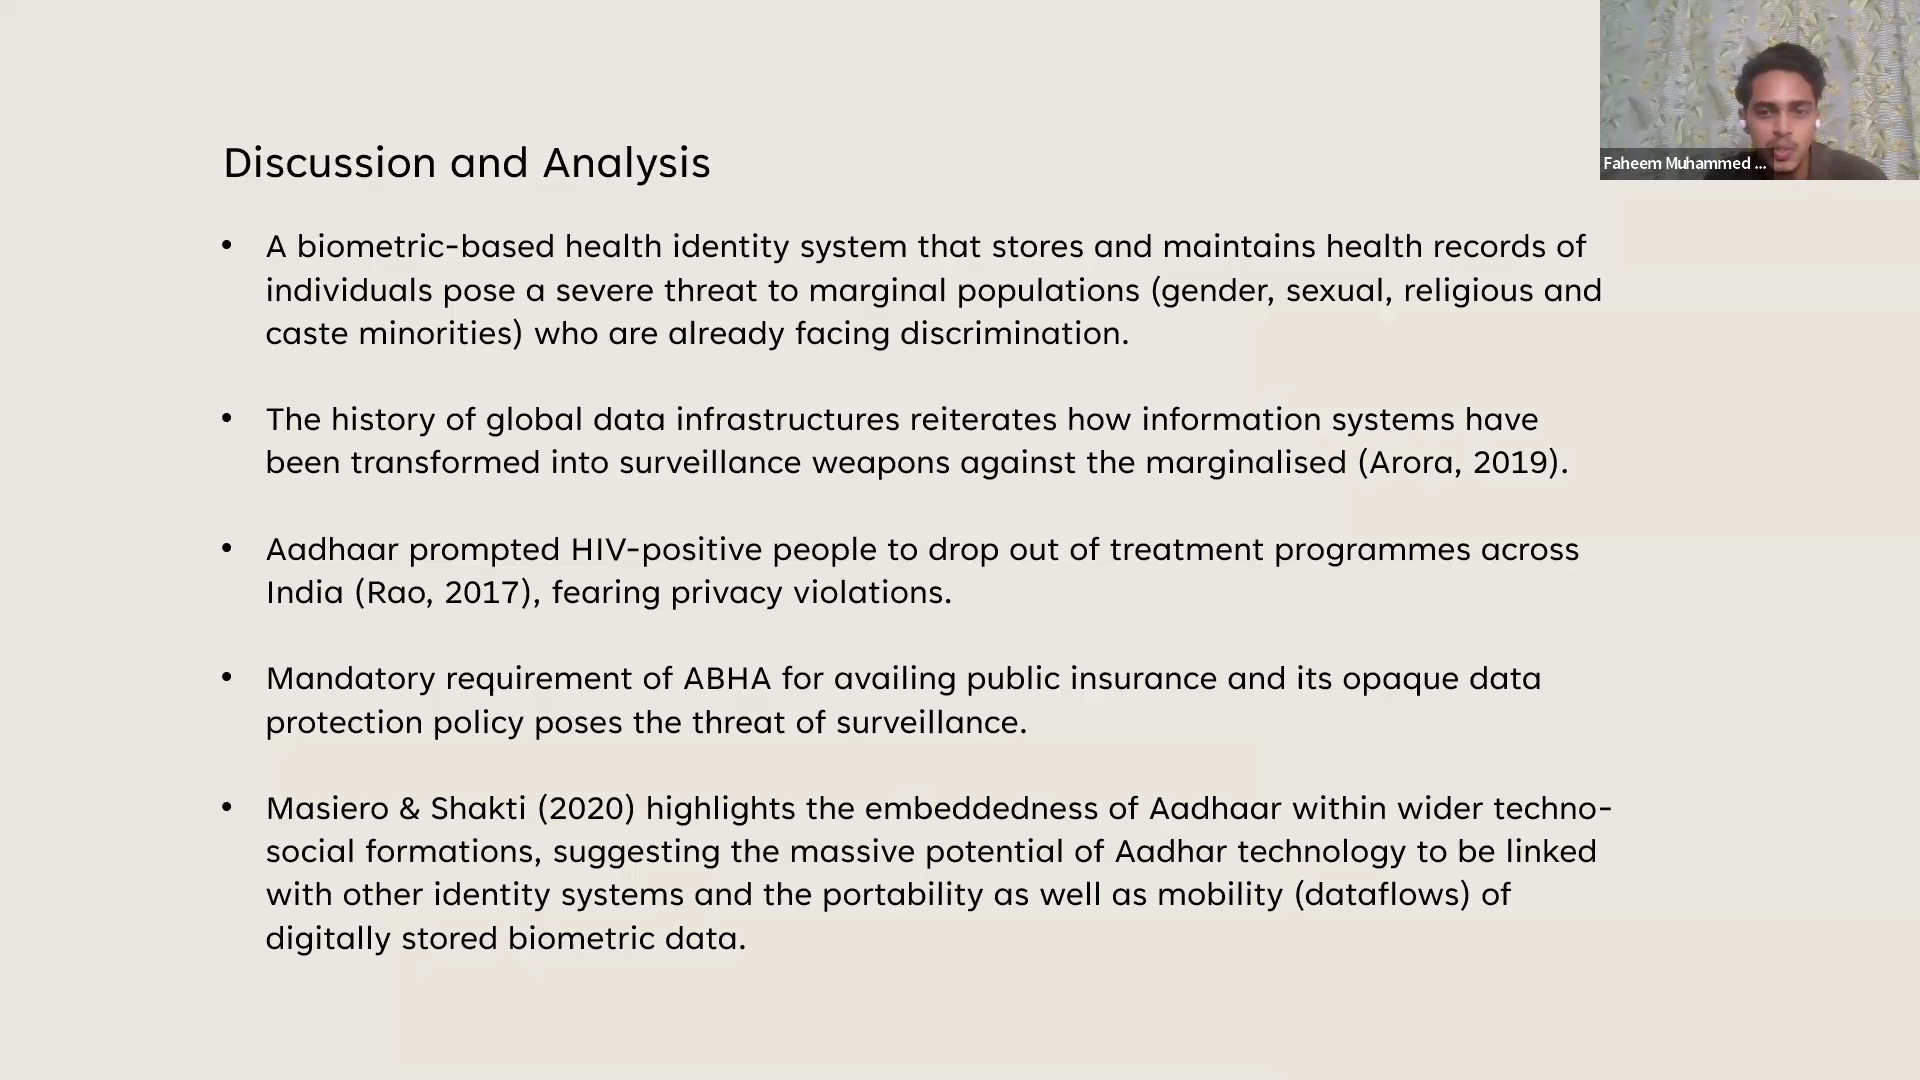 Discussion and Analysis
Faheem Muhammed ...
• A biometric-based health identity system that stores and maintains health records of
individuals pose a severe threat to marginal populations (gender, sexual, religious and
caste minorities) who are already facing discrimination.
• The history of global data infrastructures reiterates how information systems have
been transformed into surveillance weapons against the marginalised (Arora, 2019).
• Aadhaar prompted HIV-positive people to drop out of treatment programmes across
India (Rao, 2017), fearing privacy violations.
• Mandatory requirement of ABHA for availing public insurance and its opaque data
protection policy poses the threat of surveillance.
• Masiero & Shakti (2020) highlights the embeddedness of Aadhaar within wider techno-
social formations, suggesting the massive potential of Aadhar technology to be linked
with other identity systems and the portability as well as mobility (dataflows) of
digitally stored biometric data.